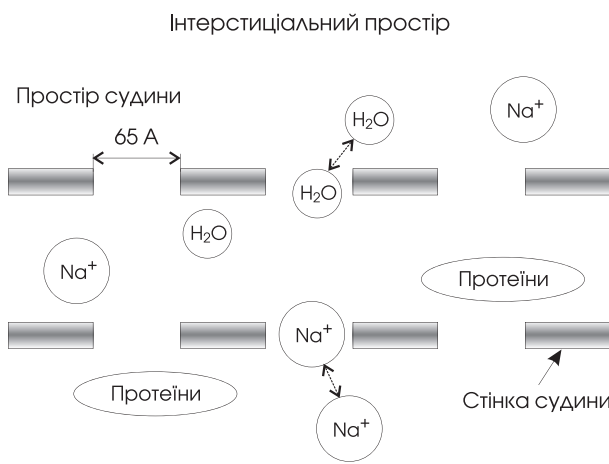 Інтерстиціальний простір
Простір судини
65 А
Na⁺
H₂O
H₂O
H₂O
Na⁺
Протеїни
Na⁺
Протеїни
Стінка судини
Na⁺